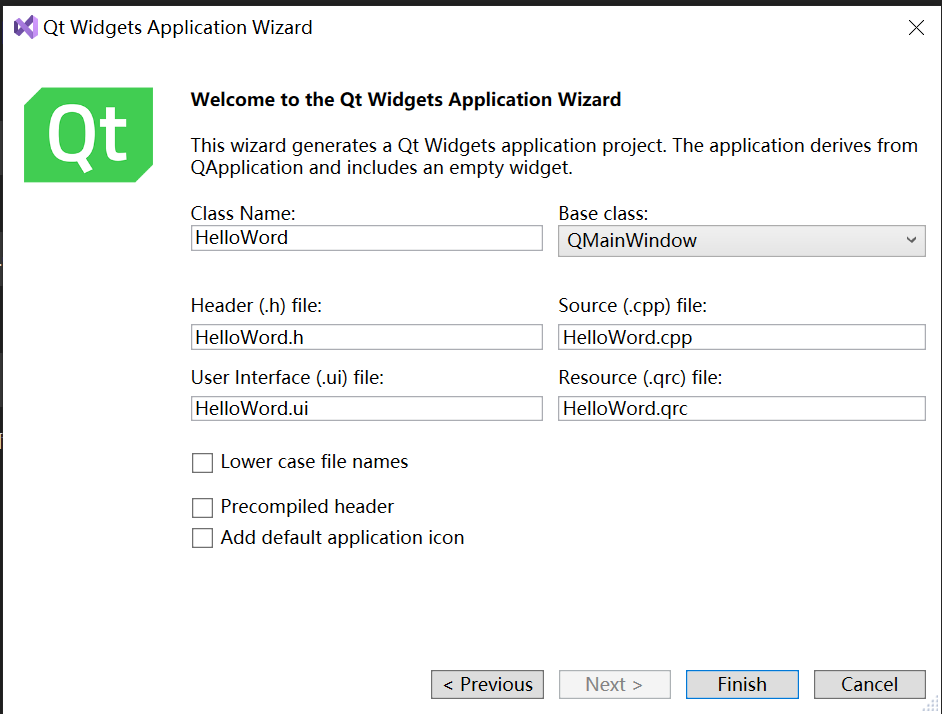 Qt Widgets Application Wizard
Qt
Welcome to the Qt Widgets Application Wizard
This wizard generates a Qt Widgets application project. The application derives from
QApplication and includes an empty widget.
Class Name:
Base class:
HelloWord
QMainWindow
Header (.h) file:
Source (.cpp) file:
HelloWord.h
HelloWord.cpp
User Interface (.ui) file:
Resource (.qrc) file:
HelloWord.ui
HelloWord.qrc
Lower case file names
Precompiled header
Add default application icon
< Previous
Next >
Finish
Cancel